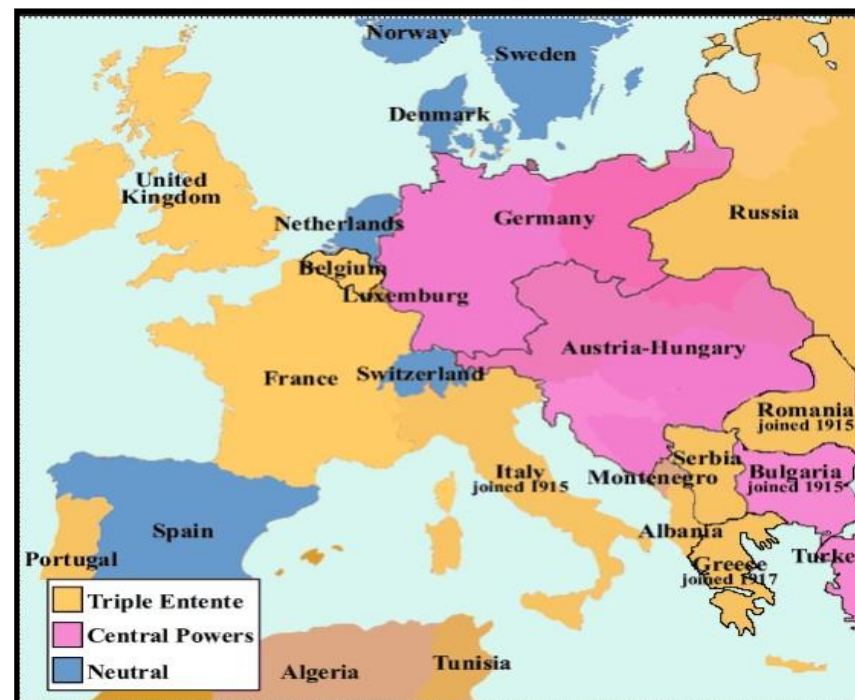 Norway
Sweden
Denmark
United
Kingdom
Netherlands
Germany
Russia
Belgium
Luxemburg
Austria-Hungary
France
Switzerland
Romania
joined 1915
Serbia
Italy
joined 1915
Montenegro
Bulgaria
joined 1915
Spain
Portugal
Albania
Greece
joined 1917
Turke
Triple Entente
Central Powers
Neutral
Algeria
Tunisia